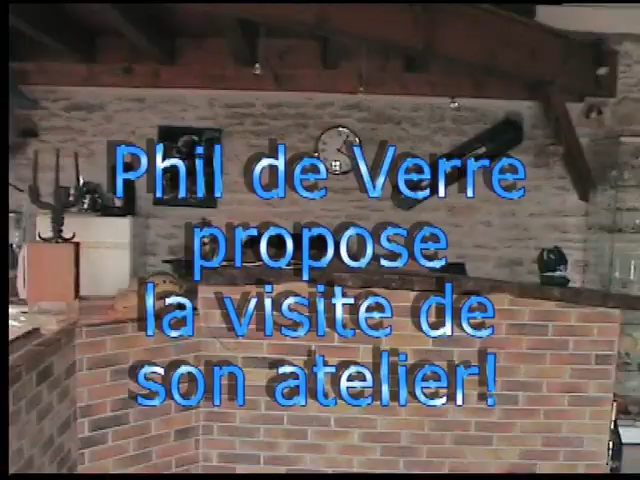 Phil de Verre
propose
la visite de
son atelier!